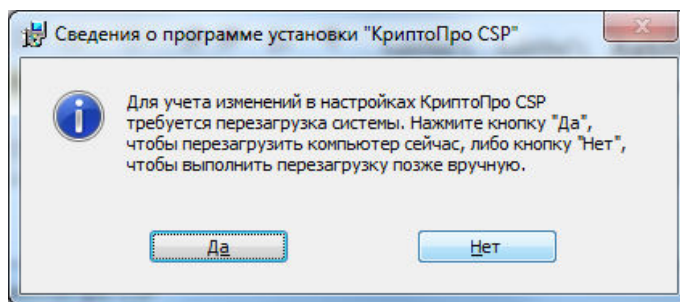 Сведения о программе установки "КриптоПро CSP"
Для учета изменений в настройках КриптоПро CSP
требуется перезагрузка системы. Нажмите кнопку "Да",
чтобы перезагрузить компьютер сейчас, либо кнопку "Нет",
чтобы выполнить перезагрузку позже вручную.
Да
Нет